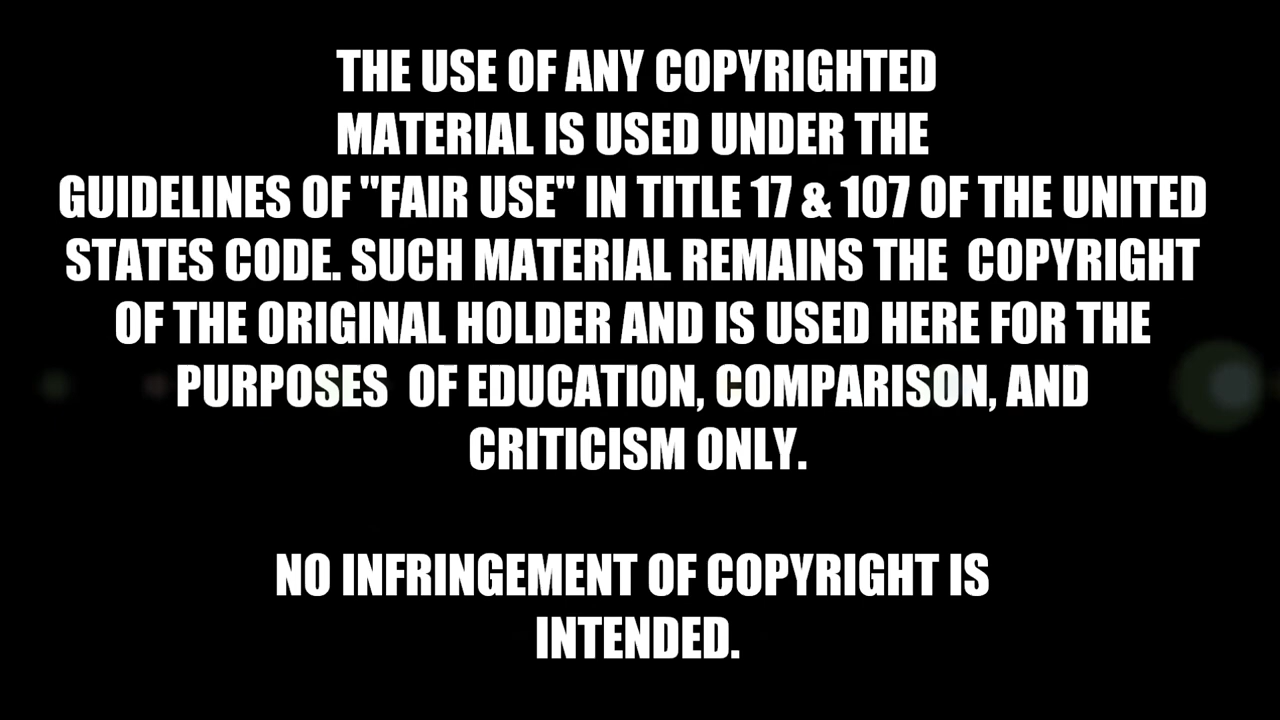 THE USE OF ANY COPYRIGHTED
MATERIAL IS USED UNDER THE
GUIDELINES OF "FAIR USE" IN TITLE 17 & 107 OF THE UNITED
STATES CODE. SUCH MATERIAL REMAINS THE COPYRIGHT
OF THE ORIGINAL HOLDER AND IS USED HERE FOR THE
PURPOSES OF EDUCATION, COMPARISON, AND
CRITICISM ONLY.
NO INFRINGEMENT OF COPYRIGHT IS
INTENDED.